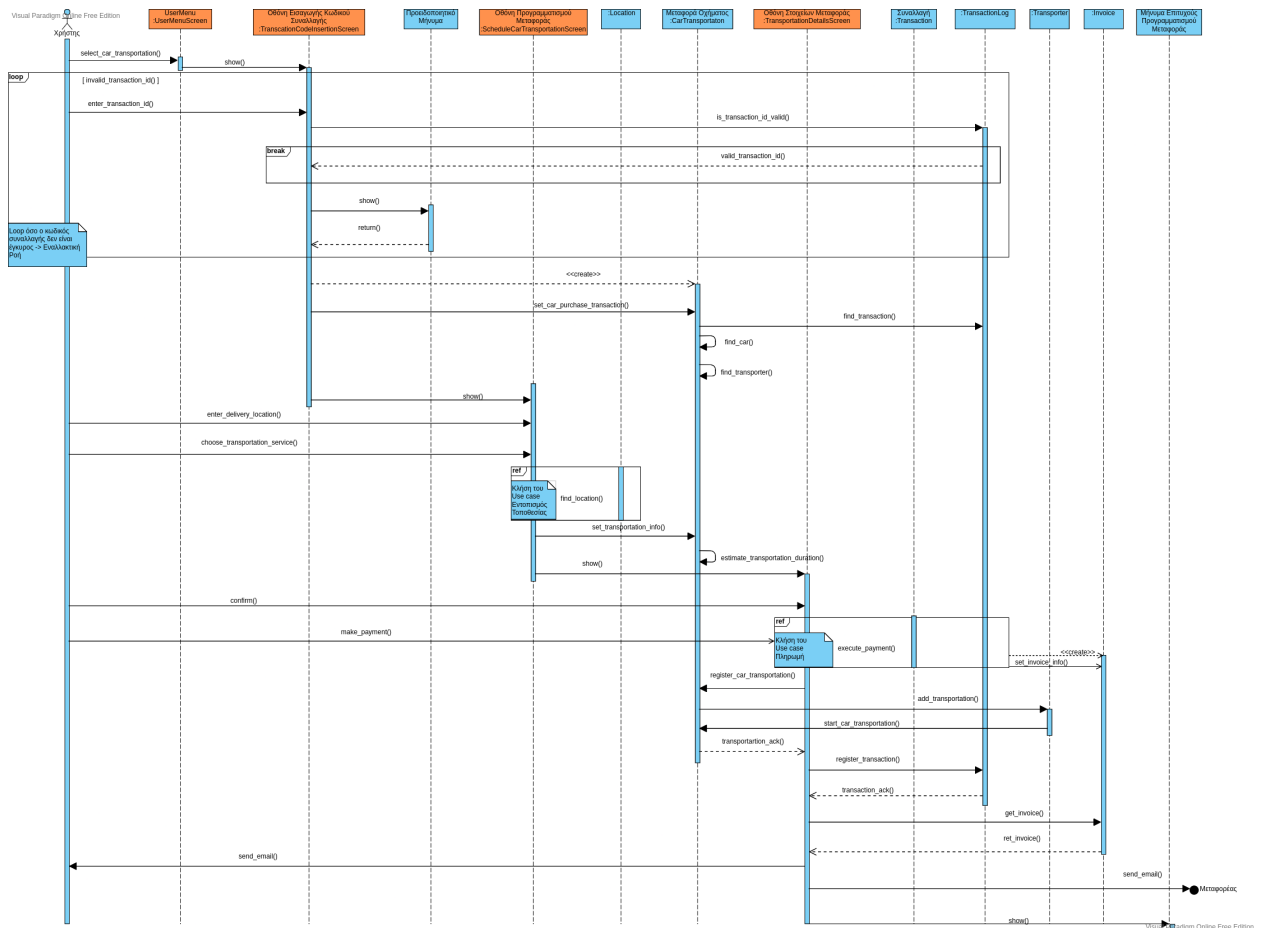 Visual Paradigm Online Free Edition
Χρήστης
UserMenu
:UserMenuScreen
Οθόνη Εισαγωγής Κωδικού
Συναλλαγής
:TranscationCodeInsertionScreen
Προειδοποιητικό
Μήνυμα
Οθόνη Προγραμματισμού
Μεταφοράς
:ScheduleCarTransportationScreen
:Location
Μεταφορά Οχήματος
:CarTransportaton
Οθόνη Στοιχείων Μεταφοράς
:TransportationDetailsScreen
Συναλλαγή
:Transaction
:TransactionLog
:Transporter
:Invoice
Μήνυμα Επιτυχούς
Προγραμματισμού
Μεταφοράς
select_car_transportation()
show()
loop
[ invalid_transaction_id() ]
enter_transaction_id()
is_transaction_id_valid()
break
valid_transaction_id()
show()
return()
Loop όσο ο κωδικός
συναλλαγής δεν είναι
έγκυρος -> Εναλλακτική
Ροή
<<create>>
set_car_purchase_transaction()
find_transaction()
find_car()
find_transporter()
show()
enter_delivery_location()
choose_transportation_service()
ref
Κλήση του
Use case
Εντοπισμός
Τοποθεσίας
find_location()
set_transportation_info()
estimate_transportation_duration()
show()
confirm()
ref
make_payment()
Κλήση του
Use case
Πληρωμή
execute_payment()
<<create>>
set_invoice_info()
register_car_transportation()
add_transportation()
start_car_transportation()
transportartion_ack()
register_transaction()
transaction_ack()
get_invoice()
ret_invoice()
send_email()
send_email()
Μεταφορέας
show()
Visual Paradigm Online Free Edition